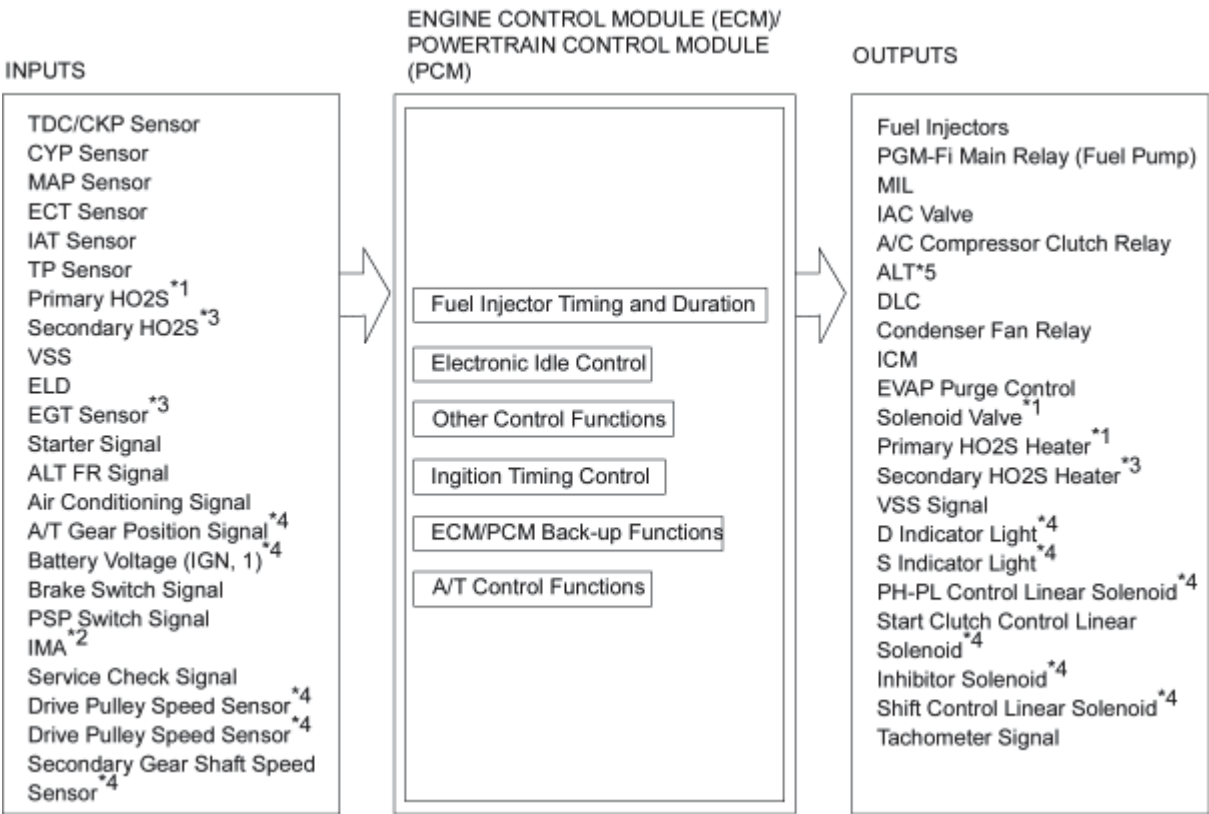 ENGINE CONTROL MODULE (ECM)/
POWERTRAIN CONTROL MODULE
(PCM)
INPUTS
TDC/CKP Sensor
CYP Sensor
MAP Sensor
ECT Sensor
IAT Sensor
TP Sensor
Primary HO2S*1
Secondary HO2S*3
VSS
ELD
EGT Sensor*3
Starter Signal
ALT FR Signal
Air Conditioning Signal
A/T Gear Position Signal*4
Battery Voltage (IGN, 1)*4
Brake Switch Signal
PSP Switch Signal
IMA*2
Service Check Signal
Drive Pulley Speed Sensor*4
Drive Pulley Speed Sensor*4
Secondary Gear Shaft Speed
Sensor*4
Fuel Injector Timing and Duration
Electronic Idle Control
Other Control Functions
Ingition Timing Control
ECM/PCM Back-up Functions
A/T Control Functions
OUTPUTS
Fuel Injectors
PGM-Fi Main Relay (Fuel Pump)
MIL
IAC Valve
A/C Compressor Clutch Relay
ALT*5
DLC
Condenser Fan Relay
ICM
EVAP Purge Control
Solenoid Valve*1
Primary HO2S Heater*1
Secondary HO2S Heater*3
VSS Signal
D Indicator Light*4
S Indicator Light*4
PH-PL Control Linear Solenoid*4
Start Clutch Control Linear
Solenoid*4
Inhibitor Solenoid*4
Shift Control Linear Solenoid*4
Tachometer Signal